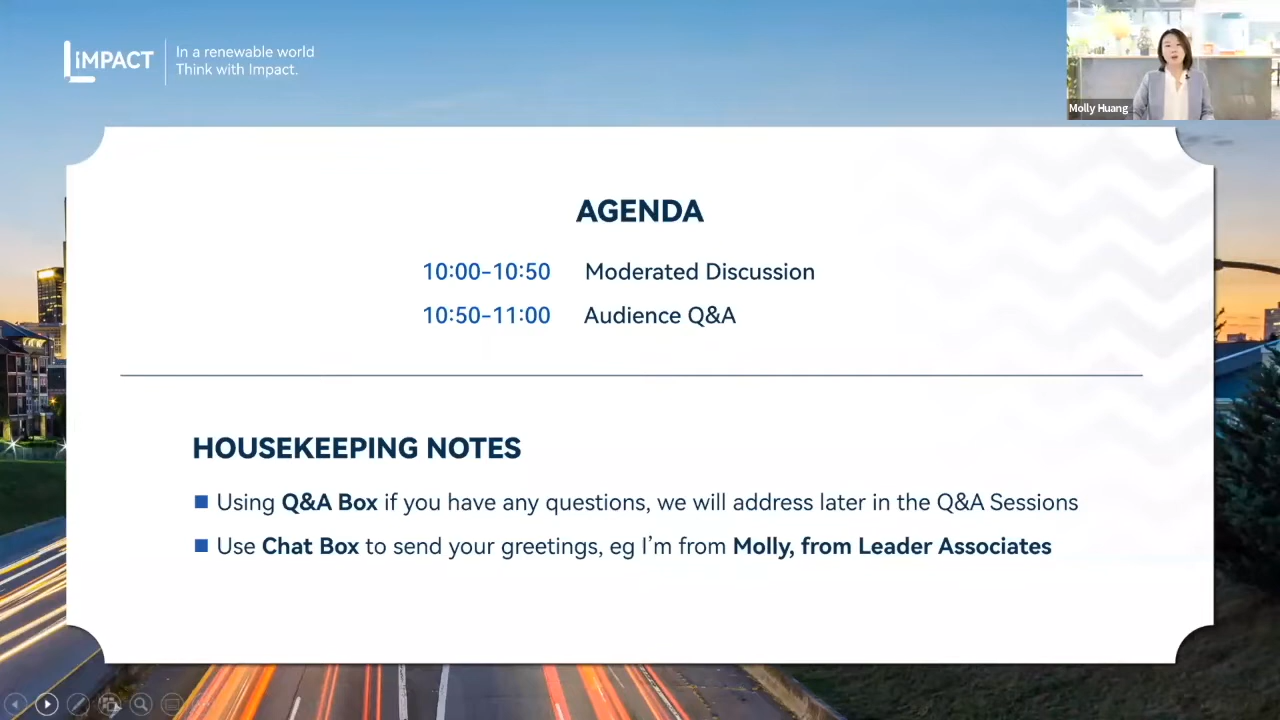 IMPACT
In a renewable world
Think with Impact.
Molly Huang
AGENDA
10:00-10:50 Moderated Discussion
10:50-11:00 Audience Q&A
HOUSEKEEPING NOTES
Using Q&A Box if you have any questions, we will address later in the Q&A Sessions
Use Chat Box to send your greetings, eg I'm from Molly, from Leader Associates